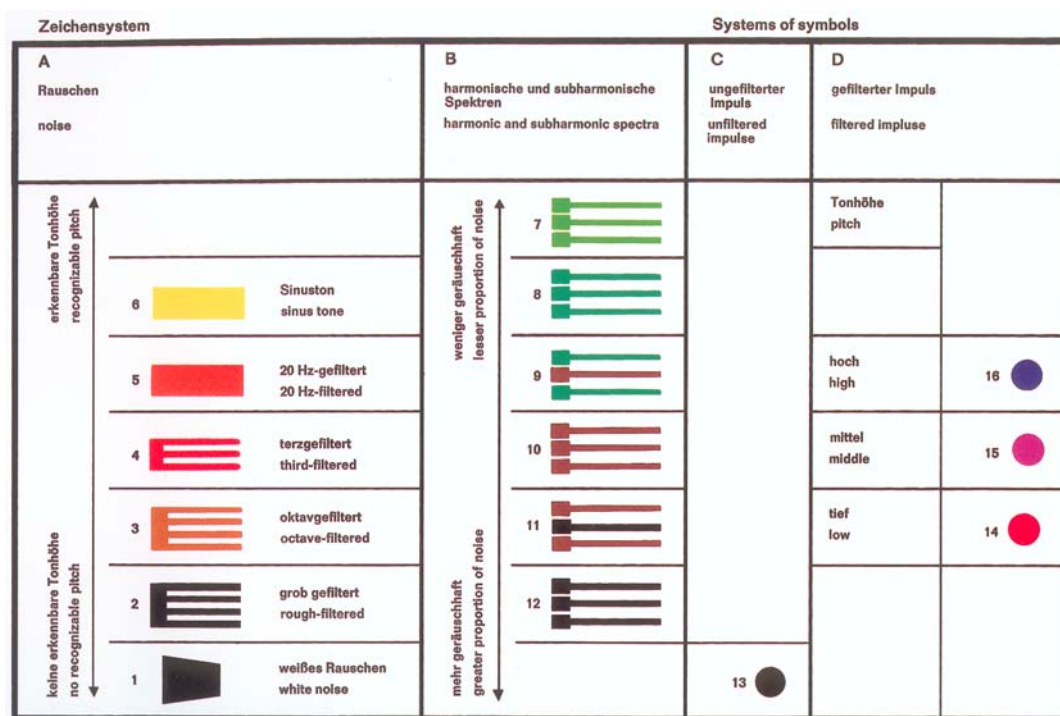 Zeichensystem
Systems of symbols
A
Rauschen
noise
B
harmonische und subharmonische
Spektren
harmonic and subharmonic spectra
C
ungefilterter
Impuls
unfiltered
impulse
D
gefilterter Impuls
filtered impluse
erkennbare Tonhöhe
recognizable pitch
keine erkennbare Tonhöhe
no recognizable pitch
6
Sinuston
sinus tone
5
20 Hz-gefiltert
20 Hz-filtered
4
terzgefiltert
third-filtered
3
oktavgefiltert
octave-filtered
2
grob gefiltert
rough-filtered
1
weißes Rauschen
white noise
weniger geräuschhaft
lesser proportion of noise
mehr geräuschhaft
greater proportion of noise
7
8
9
10
11
12
13
Tonhöhe
pitch
hoch
high
16
mittel
middle
15
tief
low
14